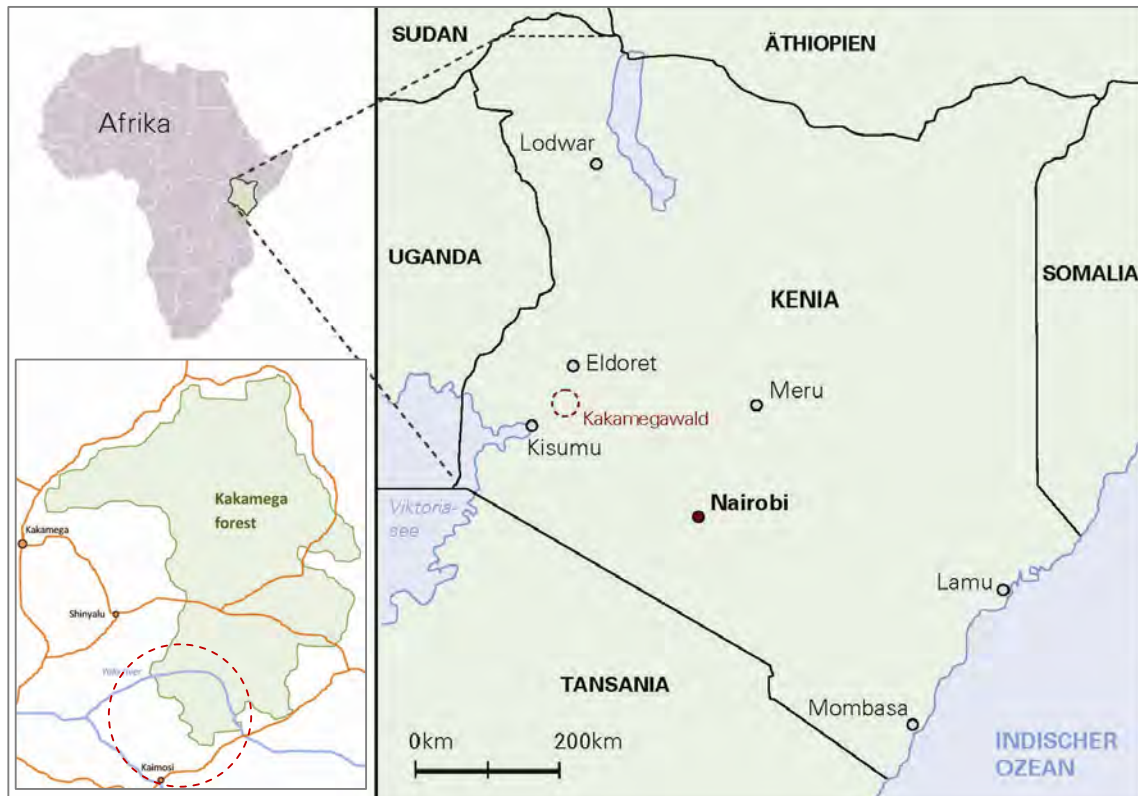 Afrika
SUDAN
ÄTHIOPIEN
Lodwar
UGANDA
KENIA
SOMALIA
Eldoret
Meru
Kakamegawald
Kisumu
Viktoria-
see
Nairobi
Lamu
TANSANIA
Mombasa
0km
200km
INDISCHER
OZEAN
Kakamega
forest
Kakamega
Shinyalu
river
Kaimosi